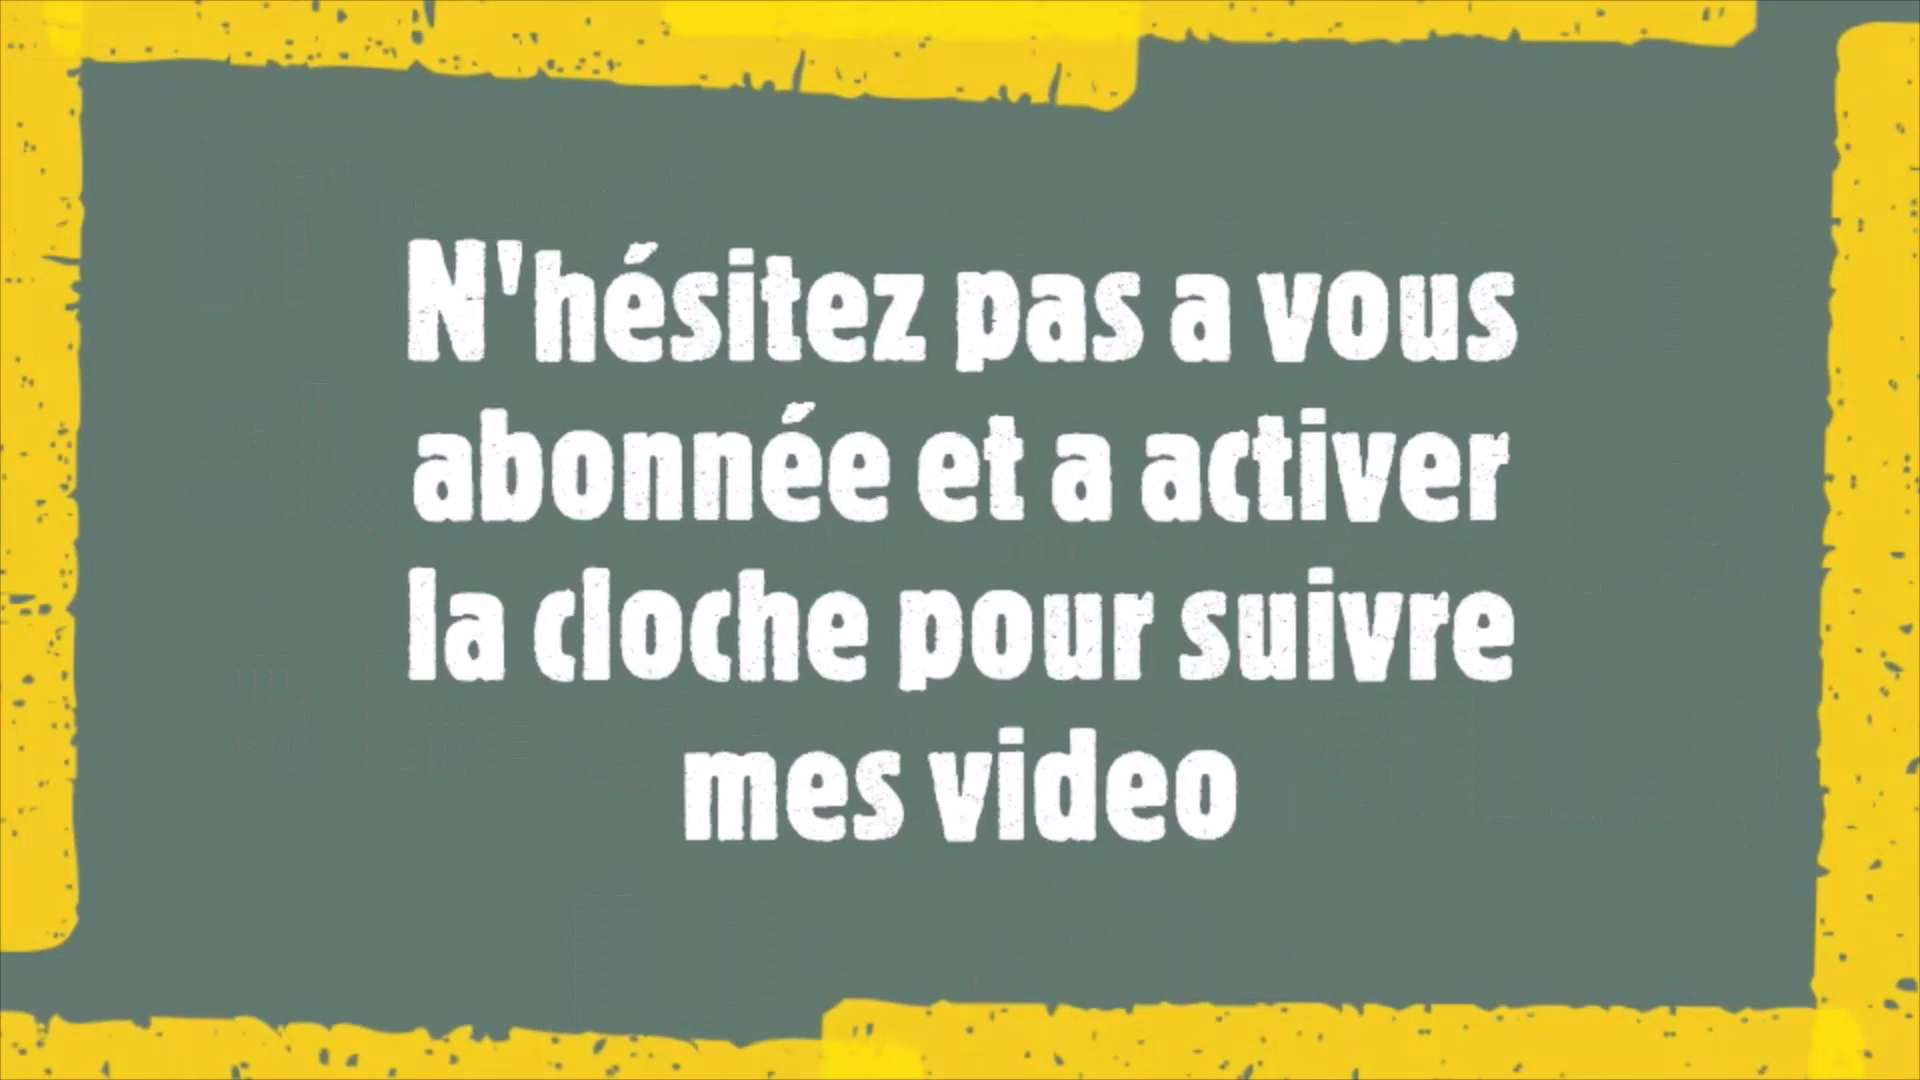 N'hésitez pas a vous
abonnée et a activer
la cloche pour suivre
mes video